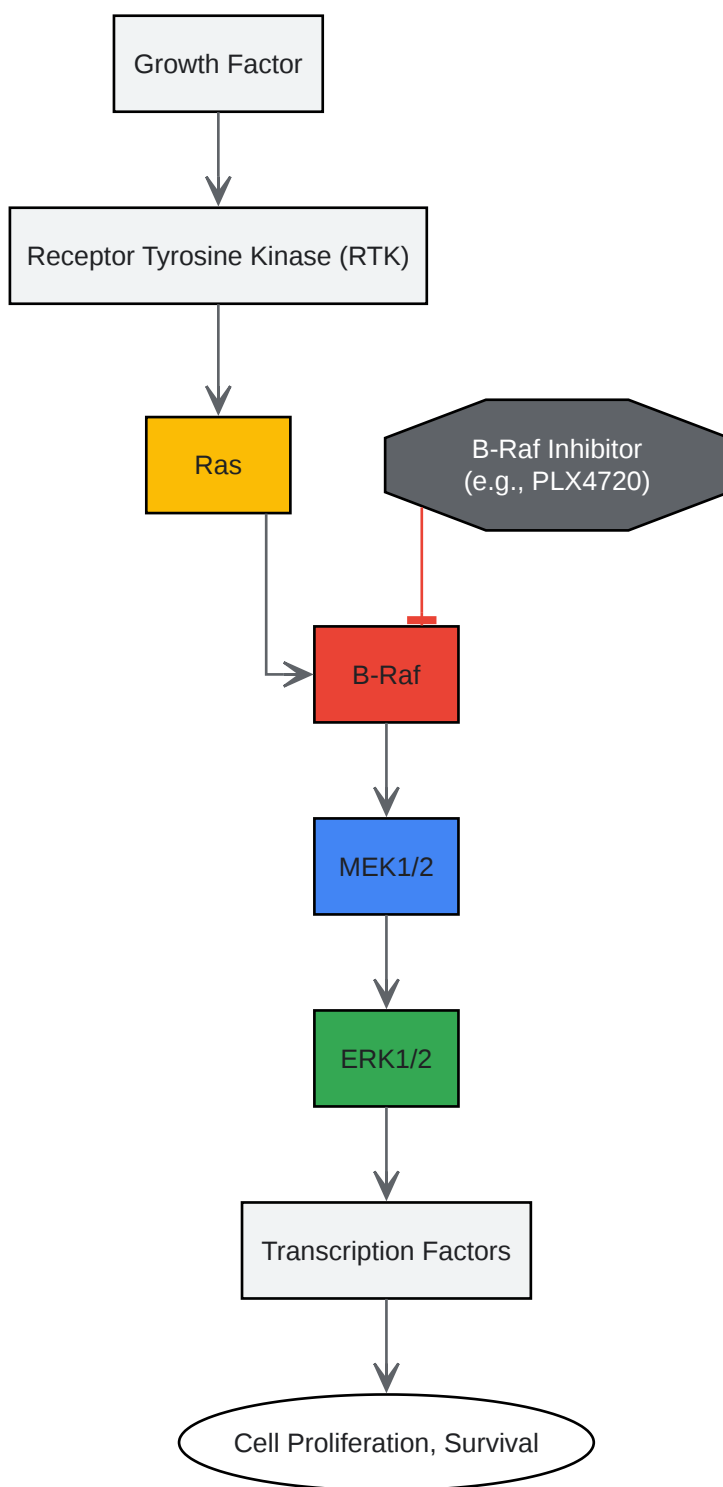 Growth Factor
Receptor Tyrosine Kinase (RTK)
Ras
B-Raf Inhibitor
(e.g., PLX4720)
B-Raf
MEK1/2
ERK1/2
Transcription Factors
Cell Proliferation, Survival